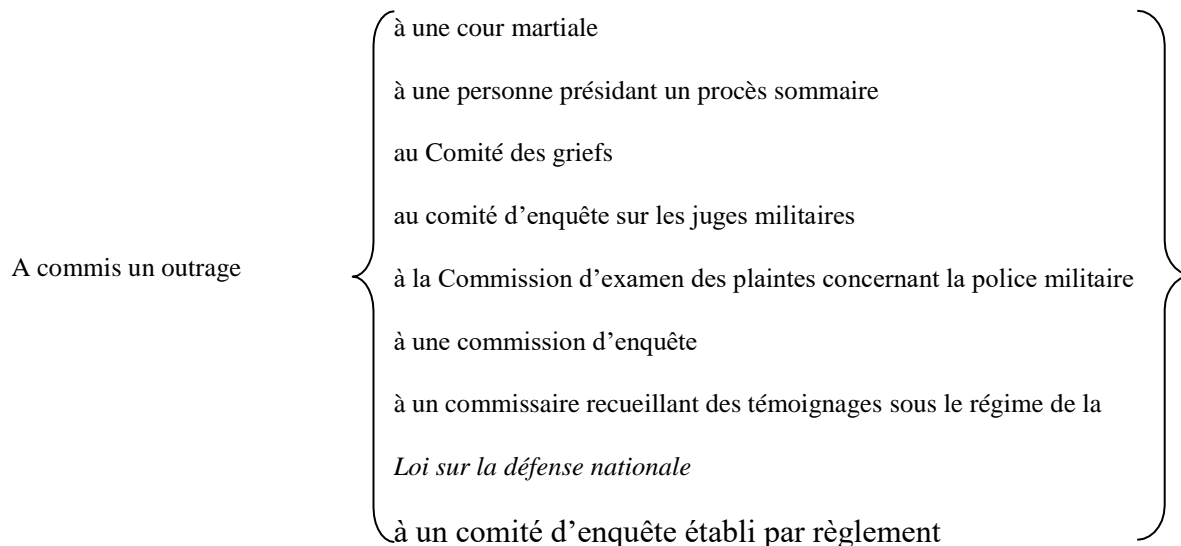 à une cour martiale
à une personne présidant un procès sommaire
au Comité des griefs
au comité d’enquête sur les juges militaires
A commis un outrage
à la Commission d’examen des plaintes concernant la police militaire
à une commission d’enquête
à un commissaire recueillant des témoignages sous le régime de la
Loi sur la défense nationale
à un comité d’enquête établi par règlement